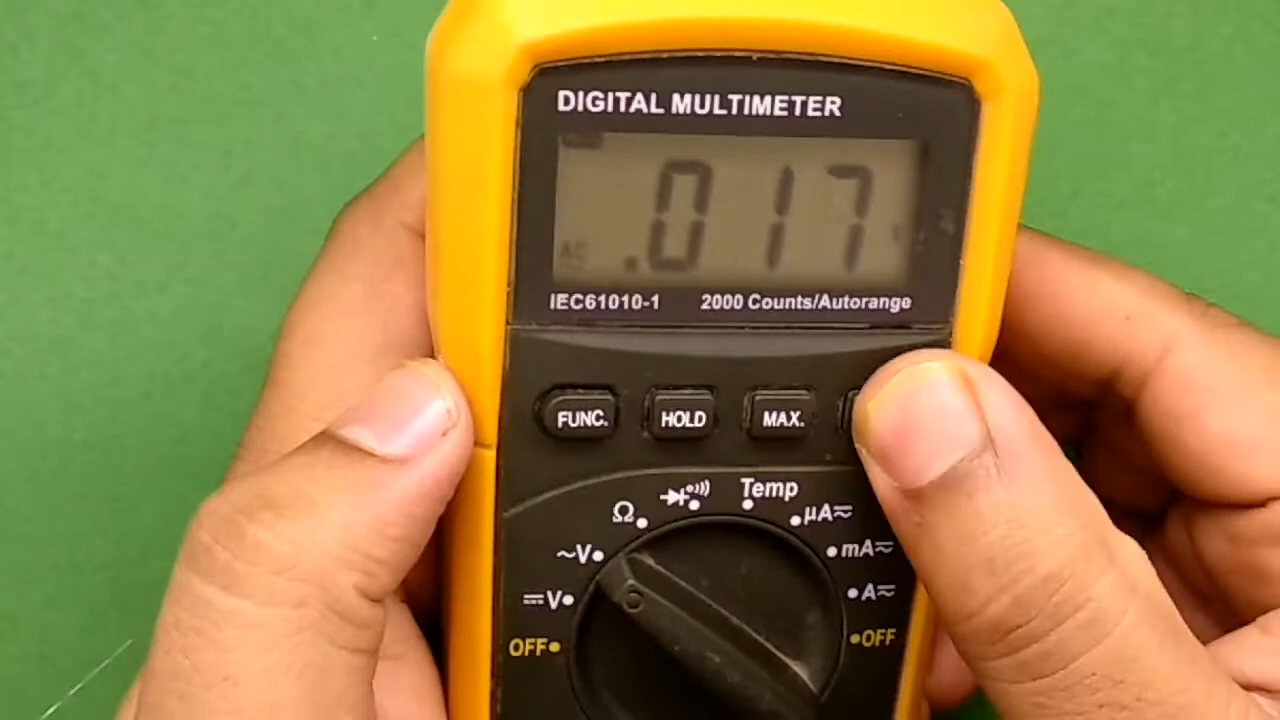 DIGITAL MULTIMETER
.017
AC
IEC61010-1 2000 Counts/Autorange
FUNC. HOLD MAX.
Ω Temp µA
~V mA
V A
OFF OFF